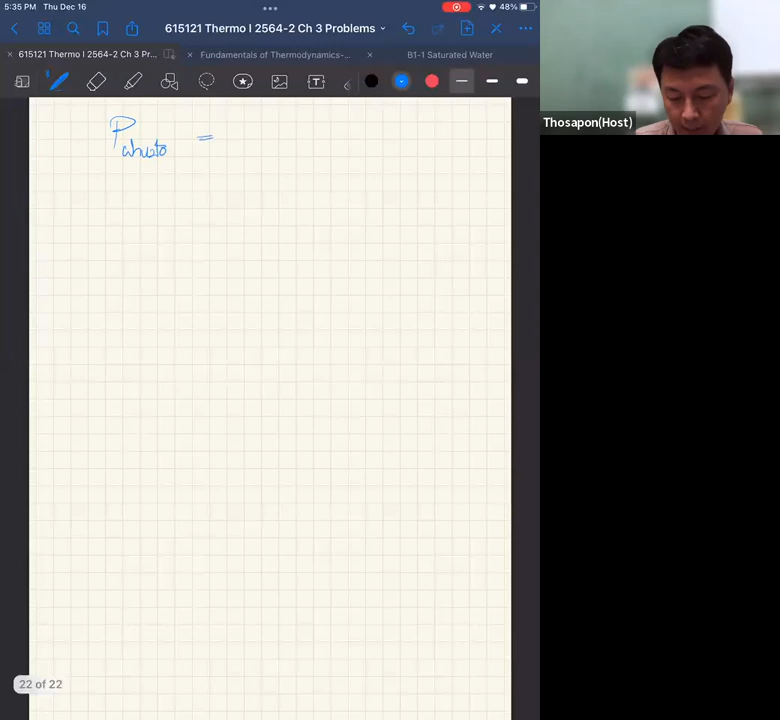 5:35 PM Thu Dec 16
48%
615121 Thermo I 2564-2 Ch 3 Problems
615121 Thermo I 2564-2 Ch 3 Pr...
Fundamentals of Thermodynamics-...
B1-1 Saturated Water
T
Thosapon(Host)
P =
22 of 22